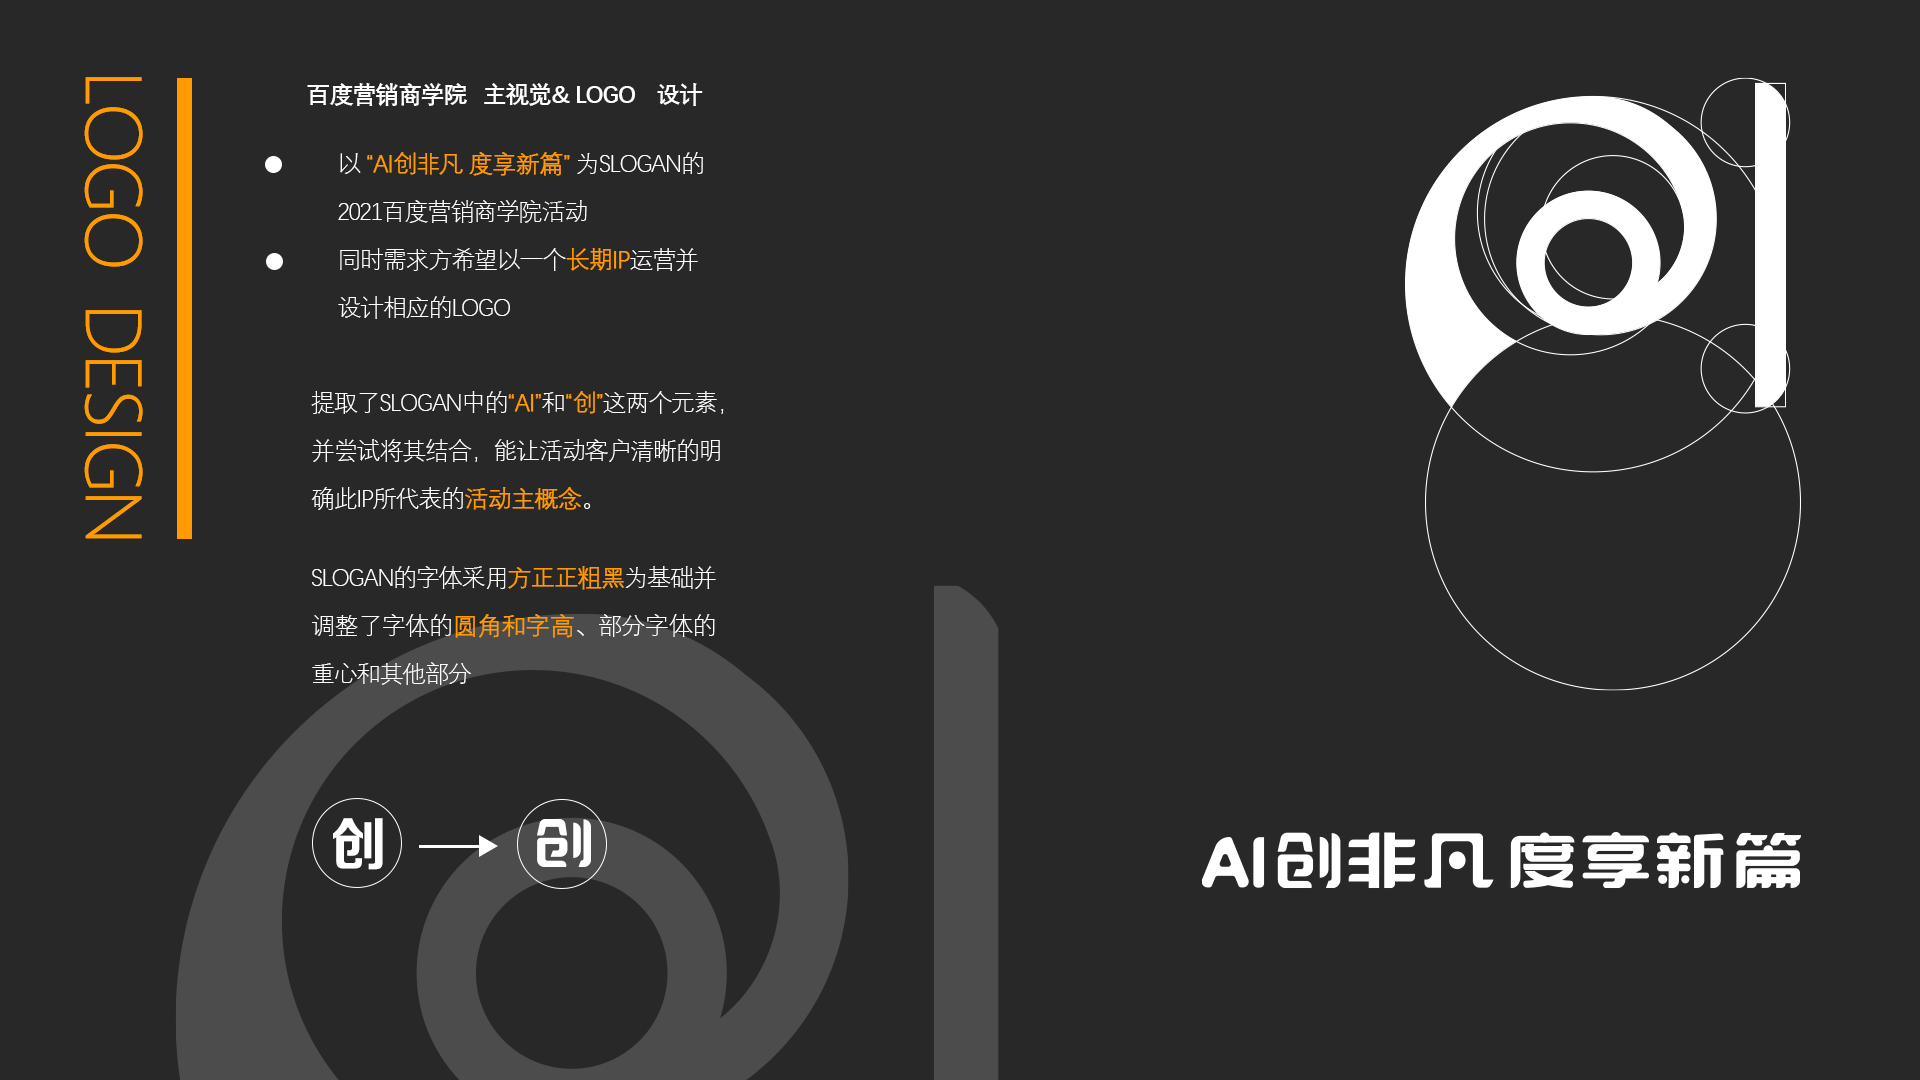 LOGO DESIGN
百度营销商学院 主视觉& LOGO 设计
以 “AI创非凡 度享新篇” 为SLOGAN的
2021百度营销商学院活动
同时需求方希望以一个长期IP运营并
设计相应的LOGO
提取了SLOGAN中的“AI”和“创”这两个元素，
并尝试将其结合，能让活动客户清晰的明
确此IP所代表的活动主概念。
SLOGAN的字体采用方正正粗黑为基础并
调整了字体的圆角和字高、部分字体的
重心和其他部分
创 创
AI创非凡 度享新篇